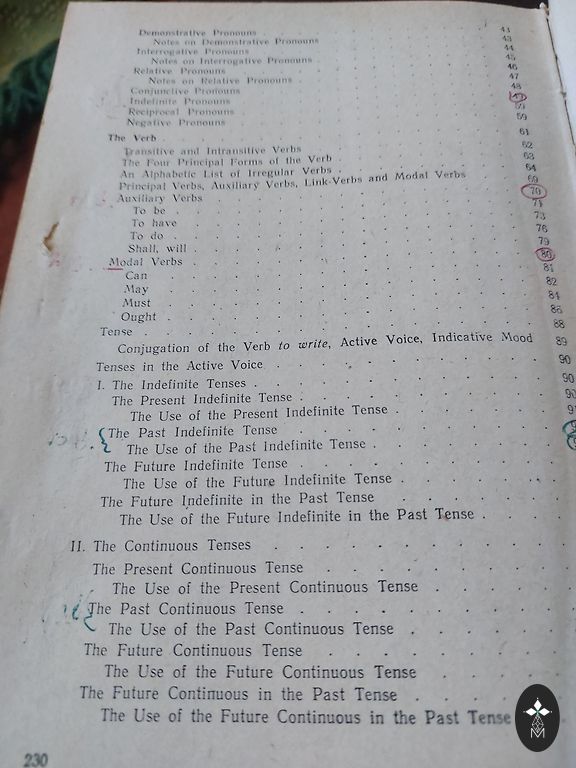 Demonstrative Pronouns . 43
Notes on Demonstrative Pronouns 43
Interrogative Pronouns 44
Notes on Interrogative Pronouns 45
Relative Pronouns 46
Notes on Relative Pronouns 47
Conjunctive Pronouns 48
Indefinite Pronouns 49
Reciprocal Pronouns 59
Negative Pronouns 59
The Verb 61
Transitive and Intransitive Verbs 62
The Four Principal Forms of the Verb 63
An Alphabetic List of Irregular Verbs 64
Principal Verbs, Auxiliary Verbs, Link-Verbs and Modal Verbs 69
Auxiliary Verbs 70
To be 71
To have 73
To do 76
Shall, will 79
Modal Verbs 80
Can 81
May 82
Must 84
Ought 86
Tense 88
Conjugation of the Verb to write, Active Voice, Indicative Mood 89
Tenses in the Active Voice 90
I. The Indefinite Tenses 90
The Present Indefinite Tense 90
The Use of the Present Indefinite Tense
The Past Indefinite Tense
The Use of the Past Indefinite Tense
The Future Indefinite Tense
The Use of the Future Indefinite Tense
The Future Indefinite in the Past Tense
The Use of the Future Indefinite in the Past Tense
II. The Continuous Tenses
The Present Continuous Tense
The Use of the Present Continuous Tense
The Past Continuous Tense
The Use of the Past Continuous Tense
The Future Continuous Tense
The Use of the Future Continuous Tense
The Future Continuous in the Past Tense
The Use of the Future Continuous in the Past Tense
230
M